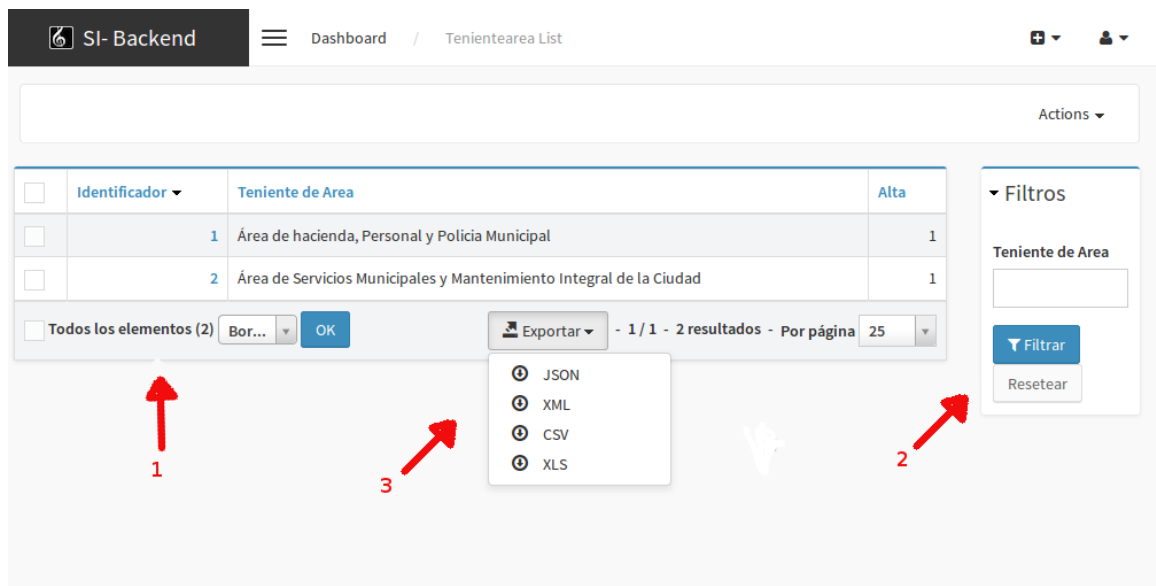 SI- Backend Dashboard / Tenientearea List
Actions
Identificador Teniente de Area Alta
1 Área de hacienda, Personal y Policia Municipal 1
2 Área de Servicios Municipales y Mantenimiento Integral de la Ciudad 1
Todos los elementos (2) Bor... OK Exportar - 1 / 1 - 2 resultados - Por página 25
JSON
XML
CSV
XLS
Filtros
Teniente de Area
Filtrar
Resetear
1
3
2